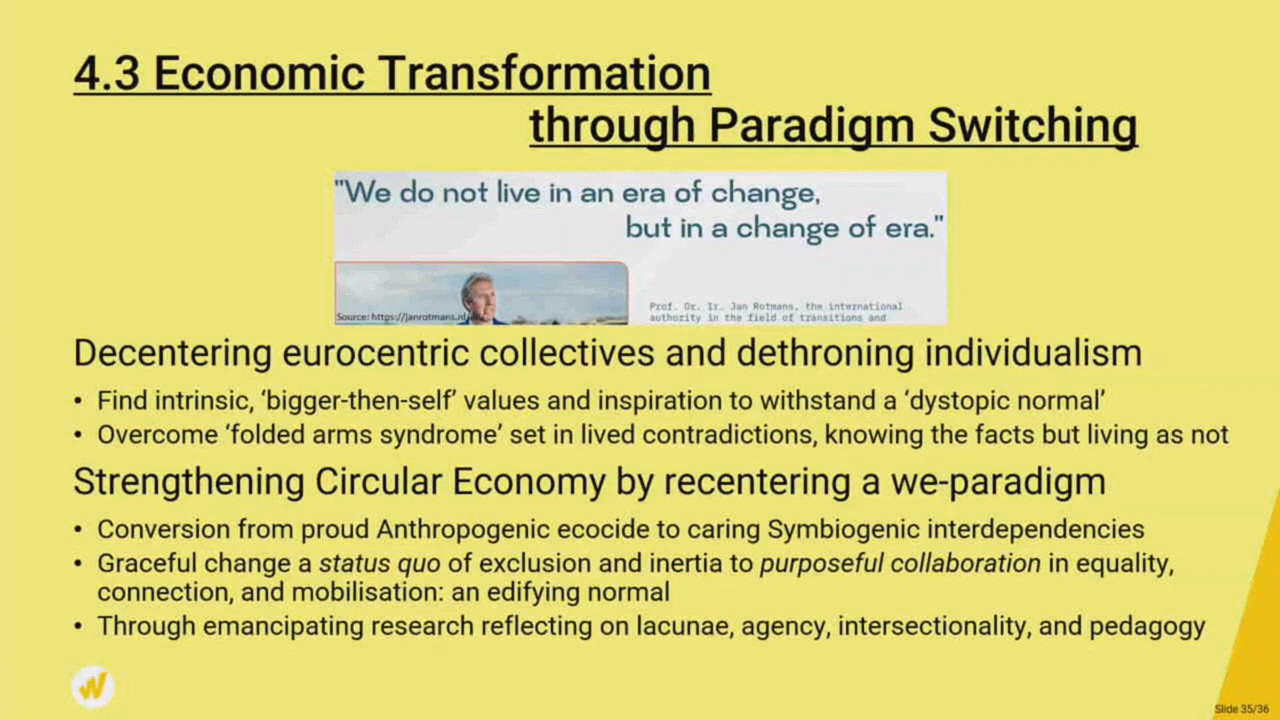 4.3 Economic Transformation
through Paradigm Switching
"We do not live in an era of change,
but in a change of era."
Source: https://janrotmans.nl
Prof. Dr. Ir. Jan Rotmans, the international
authority in the field of transitions and
Decentering eurocentric collectives and dethroning individualism
• Find intrinsic, ‘bigger-then-self’ values and inspiration to withstand a ‘dystopic normal’
• Overcome ‘folded arms syndrome’ set in lived contradictions, knowing the facts but living as not
Strengthening Circular Economy by recentering a we-paradigm
• Conversion from proud Anthropogenic ecocide to caring Symbiogenic interdependencies
• Graceful change a status quo of exclusion and inertia to purposeful collaboration in equality,
connection, and mobilisation: an edifying normal
• Through emancipating research reflecting on lacunae, agency, intersectionality, and pedagogy
Slide 35/36